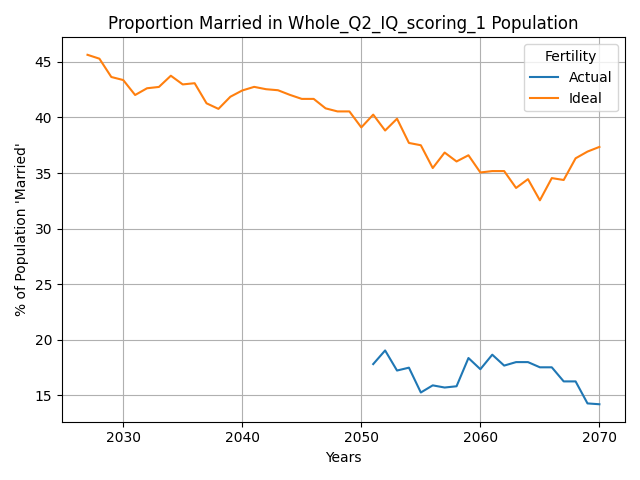 Proportion Married in Whole_Q2_IQ_scoring_1 Population
% of Population 'Married'
45
40
35
30
25
20
15
Fertility
Actual
Ideal
2030 2040 2050 2060 2070
Years